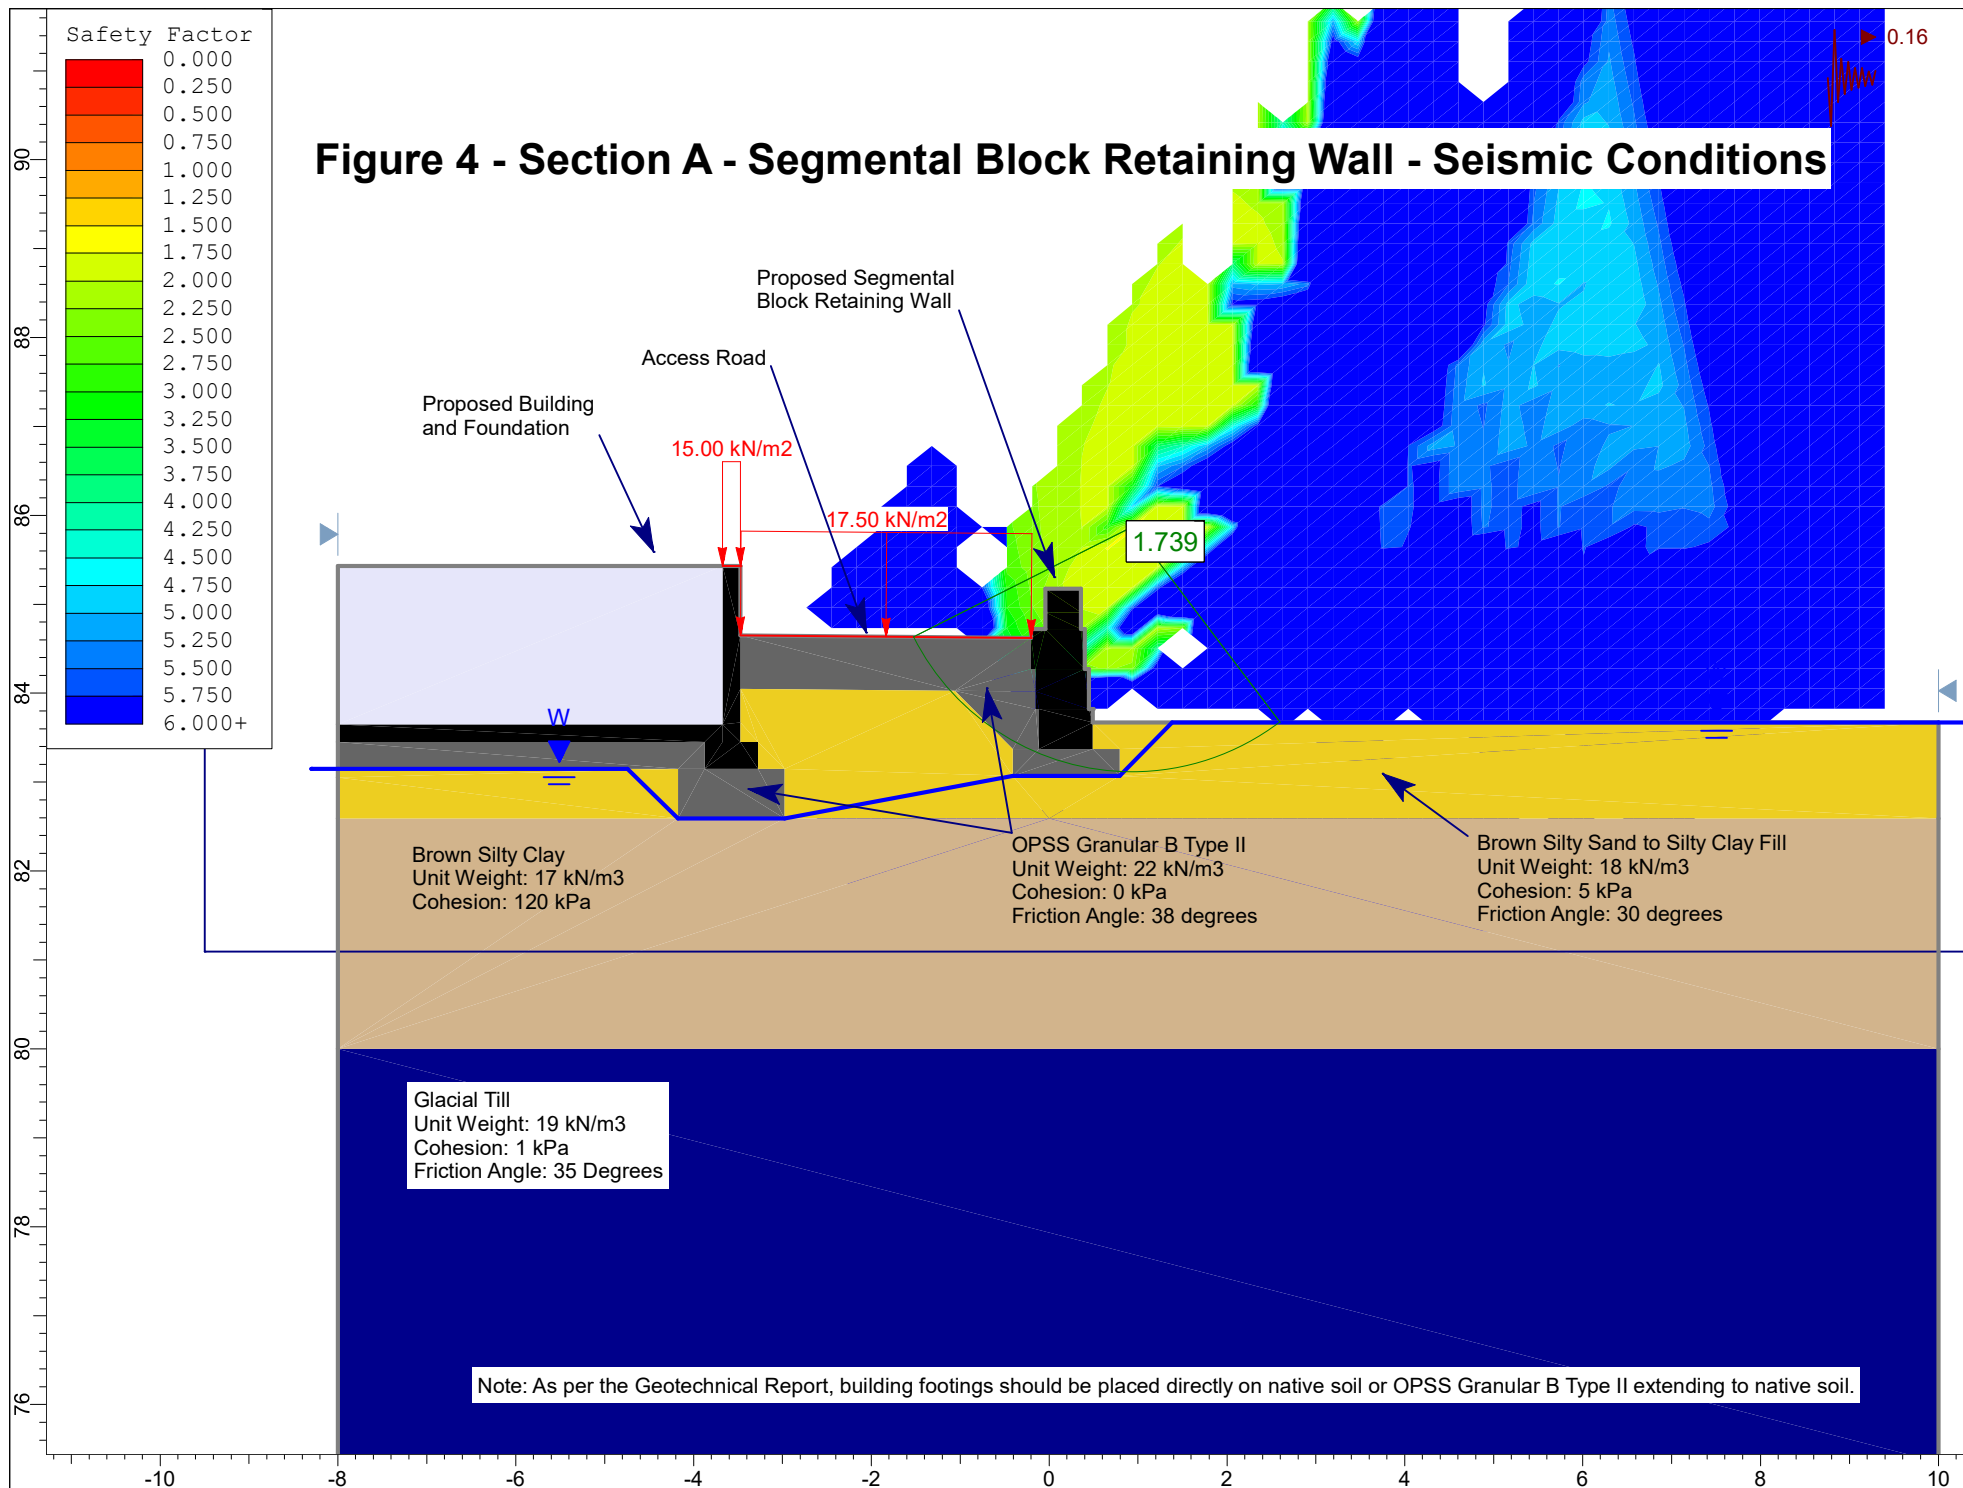 Safety Factor
0.000
0.250
0.500
0.750
1.000
1.250
1.500
1.750
2.000
2.250
2.500
2.750
3.000
3.250
3.500
3.750
4.000
4.250
4.500
4.750
5.000
5.250
5.500
5.750
6.000+
0.16
Figure 4 - Section A - Segmental Block Retaining Wall - Seismic Conditions
Proposed Segmental
Block Retaining Wall
Access Road
Proposed Building
and Foundation
15.00 kN/m2
17.50 kN/m2
1.739
W
Brown Silty Clay
Unit Weight: 17 kN/m3
Cohesion: 120 kPa
OPSS Granular B Type II
Unit Weight: 22 kN/m3
Cohesion: 0 kPa
Friction Angle: 38 degrees
Brown Silty Sand to Silty Clay Fill
Unit Weight: 18 kN/m3
Cohesion: 5 kPa
Friction Angle: 30 degrees
Glacial Till
Unit Weight: 19 kN/m3
Cohesion: 1 kPa
Friction Angle: 35 Degrees
Note: As per the Geotechnical Report, building footings should be placed directly on native soil or OPSS Granular B Type II extending to native soil.
90
88
86
84
82
80
78
76
-10
-8
-6
-4
-2
0
2
4
6
8
10